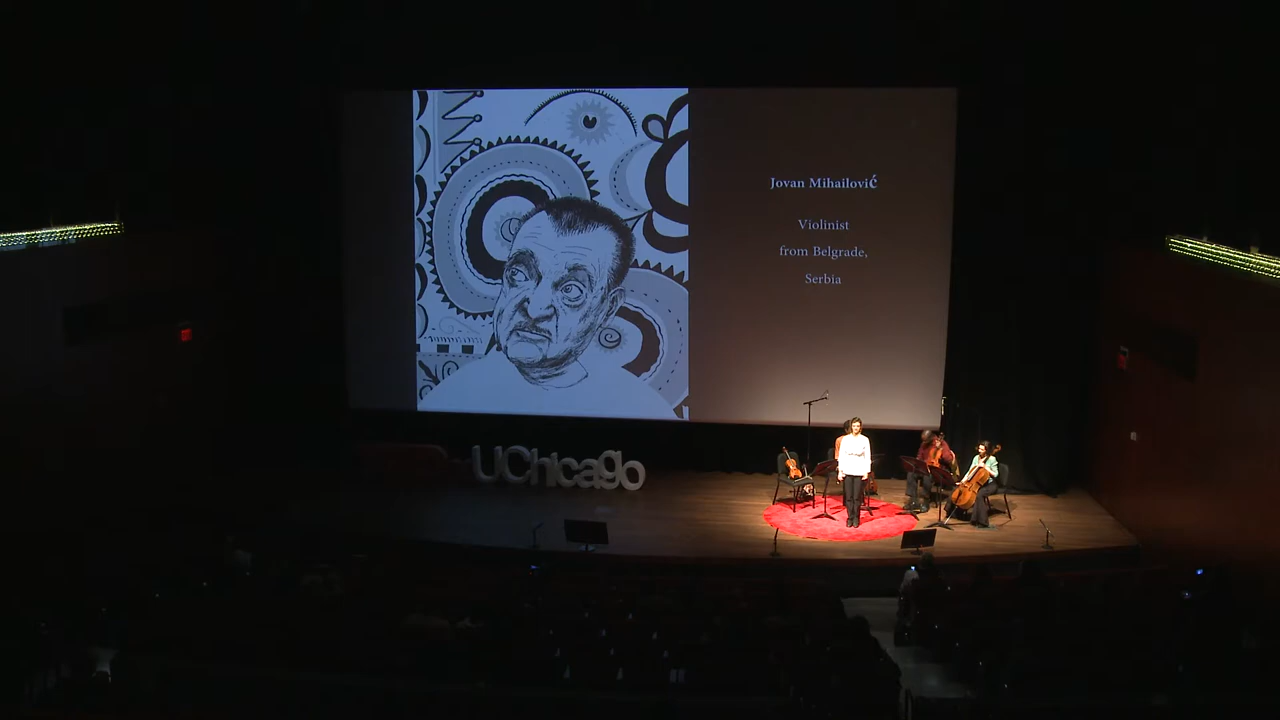 Jovan Mihailović
Violinist
from Belgrade,
Serbia
UChicago